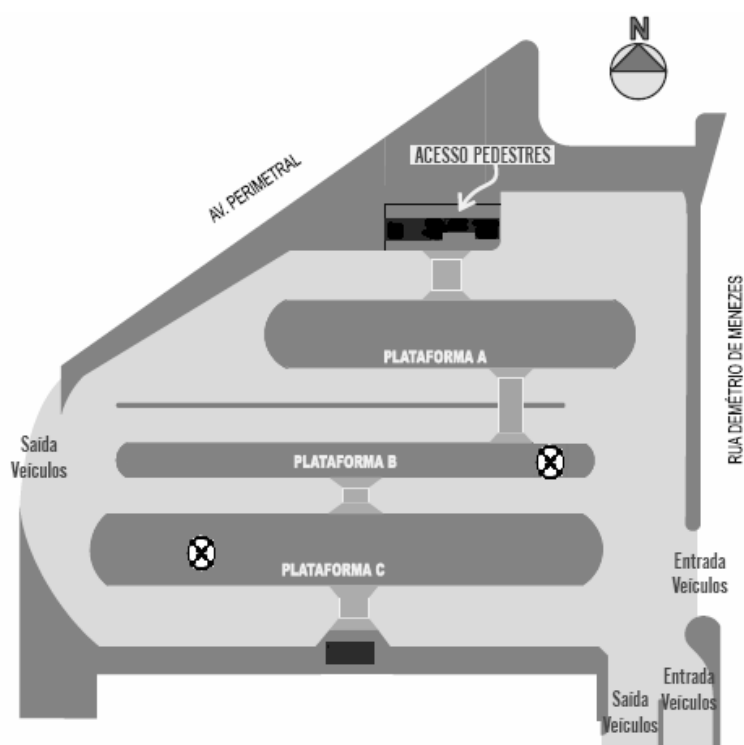 N
ACESSO PEDESTRES
AV. PERIMETRAL
RUA DEMÉTRIO DE MENEZES
PLATAFORMA A
Saída
Veículos
PLATAFORMA B
PLATAFORMA C
Entrada
Veículos
Entrada
Veículos
Saída
Veículos